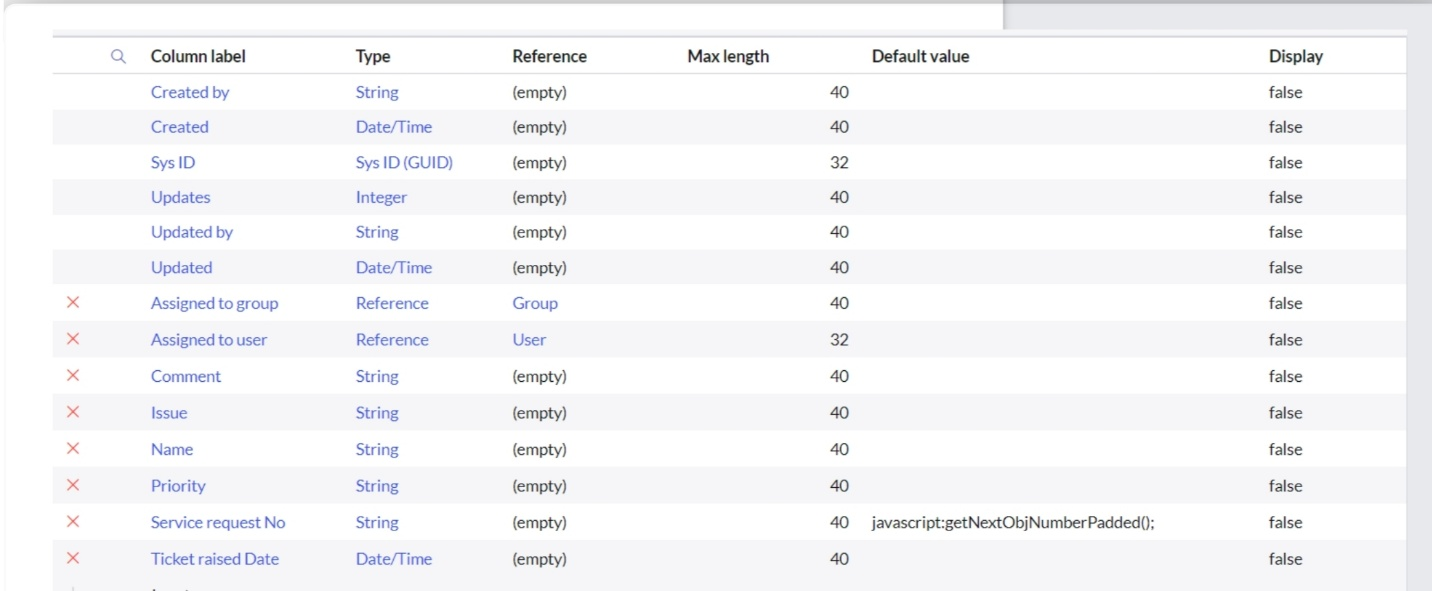 Column label Type Reference Max length Default value Display
Created by String (empty) 40 false
Created Date/Time (empty) 40 false
Sys ID Sys ID (GUID) (empty) 32 false
Updates Integer (empty) 40 false
Updated by String (empty) 40 false
Updated Date/Time (empty) 40 false
Assigned to group Reference Group 40 false
Assigned to user Reference User 32 false
Comment String (empty) 40 false
Issue String (empty) 40 false
Name String (empty) 40 false
Priority String (empty) 40 false
Service request No String (empty) 40 javascript:getNextObjNumberPadded(); false
Ticket raised Date Date/Time (empty) 40 false